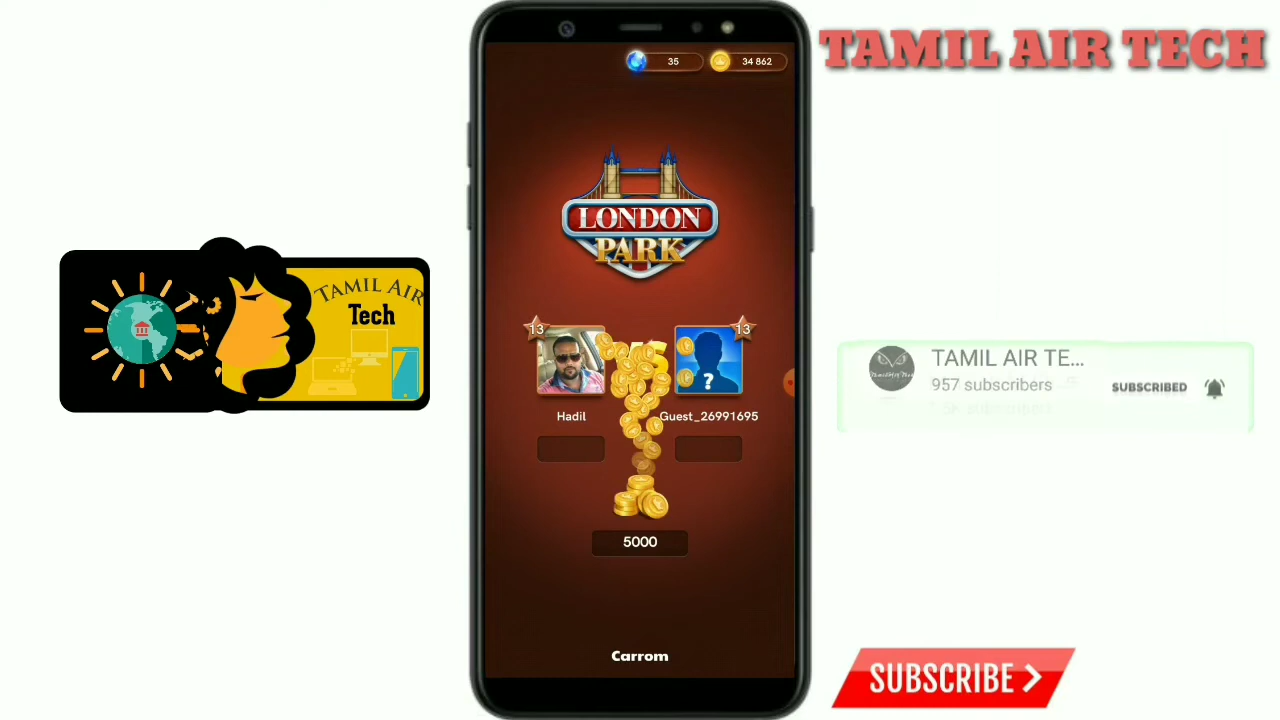 TAMIL AIR TECH
35
34 862
LONDON
PARK
TAMIL AIR
Tech
13
13
?
Hadil
Guest_26991695
5000
Carrom
TAMIL AIR TE...
957 subscribers
SUBSCRIBED
SUBSCRIBE